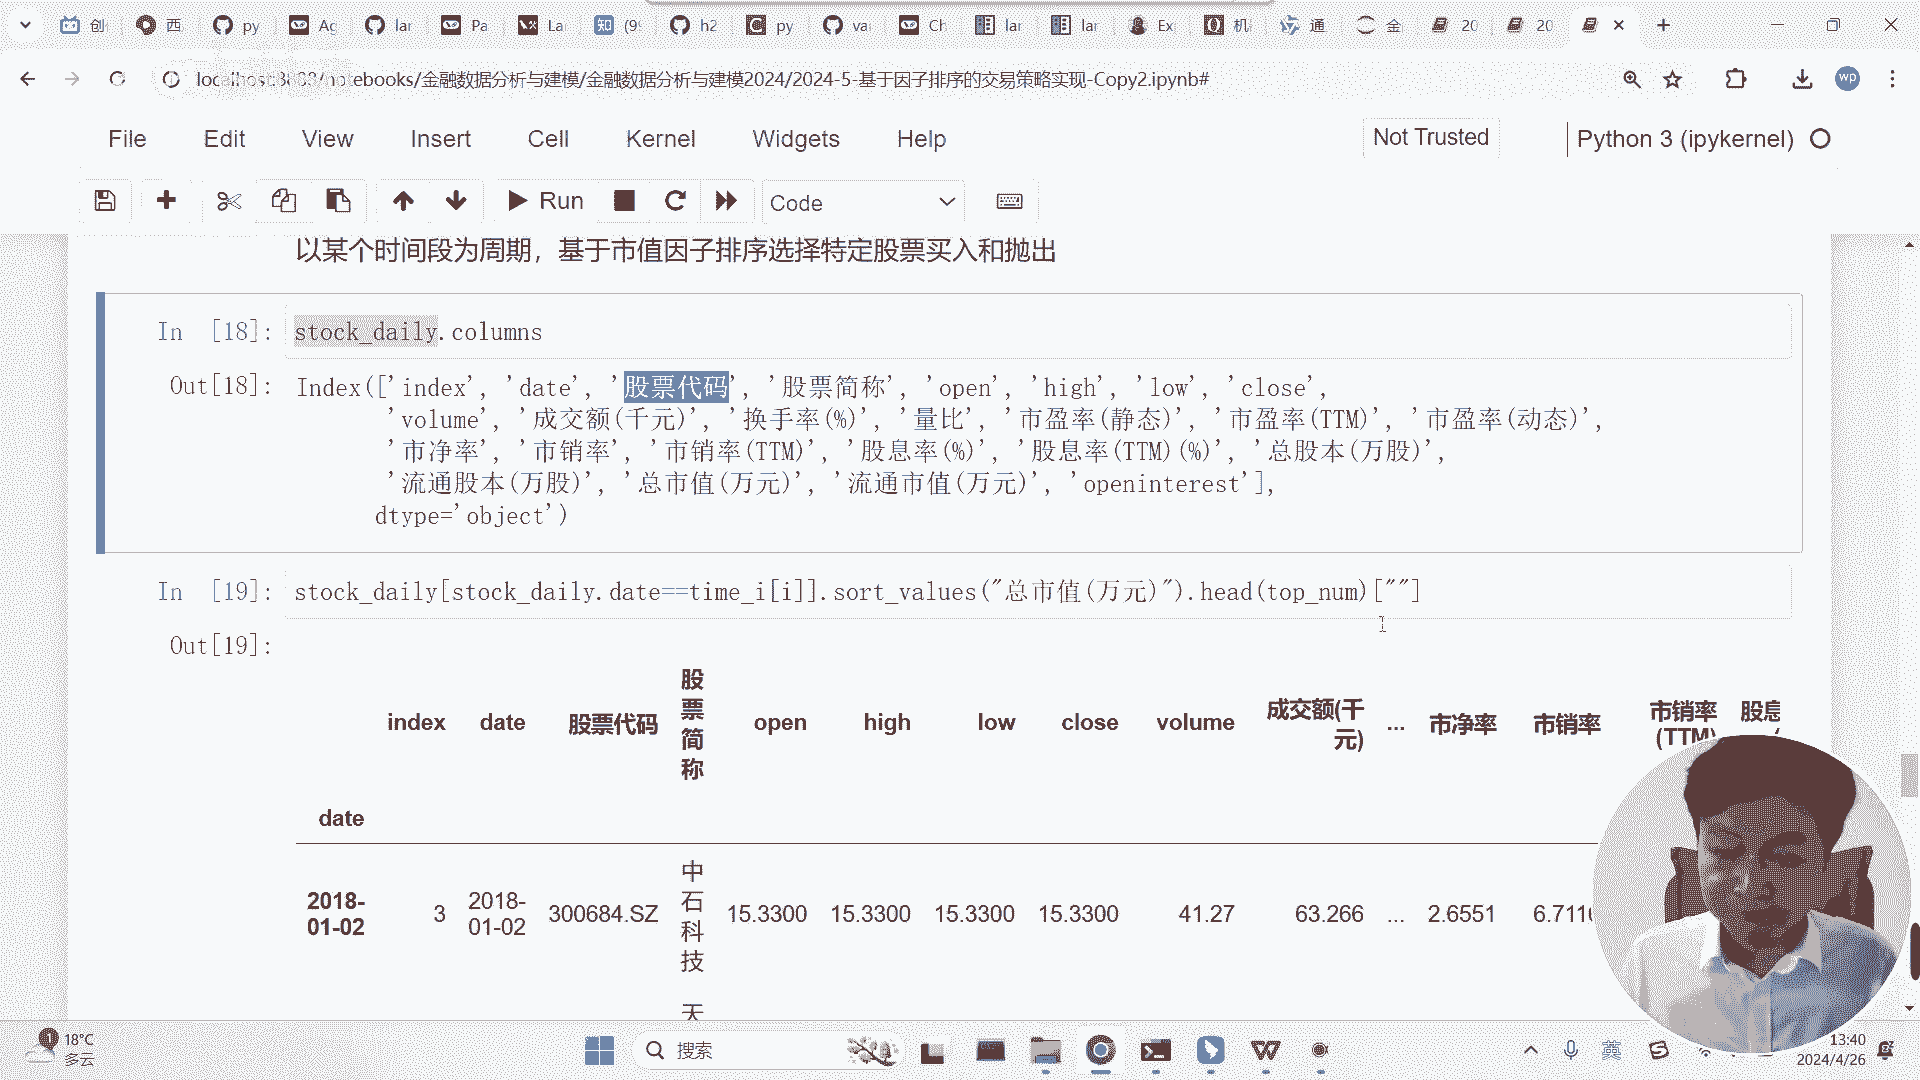 创 西 py Ag lar Pa La (9 h2 py va Ch lar lar Ex 机 通 金 20 20
notebooks/金融数据分析与建模/金融数据分析与建模2024/2024-5-基于因子排序的交易策略实现-Copy2.ipynb#
wp
File Edit View Insert Cell Kernel Widgets Help
Not Trusted Python 3 (ipykernel)
Run Code
以某个时间段为周期，基于市值因子排序选择特定股票买入和抛出
In [18]: stock_daily.columns
Out[18]: Index(['index', 'date', '股票代码', '股票简称', 'open', 'high', 'low', 'close',
'volume', '成交额(千元)', '换手率(%)', '量比', '市盈率(静态)', '市盈率(TTM)', '市盈率(动态)',
'市净率', '市销率', '市销率(TTM)', '股息率(%)', '股息率(TTM)(%)', '总股本(万股)',
'流通股本(万股)', '总市值(万元)', '流通市值(万元)', 'openinterest'],
dtype='object')
In [19]: stock_daily[stock_daily.date==time_i[i]].sort_values("总市值(万元)").head(top_num)[""]
Out[19]:
index date 股票代码 股票简称 open high low close volume 成交额(千元) ... 市净率 市销率 市销率(TTM) 股息
date
2018-01-02 3 2018-01-02 300684.SZ 中石科技 15.3300 15.3300 15.3300 15.3300 41.27 63.266 ... 2.6551 6.711
天
18°C
多云
搜索
英
13:40
2024/4/26